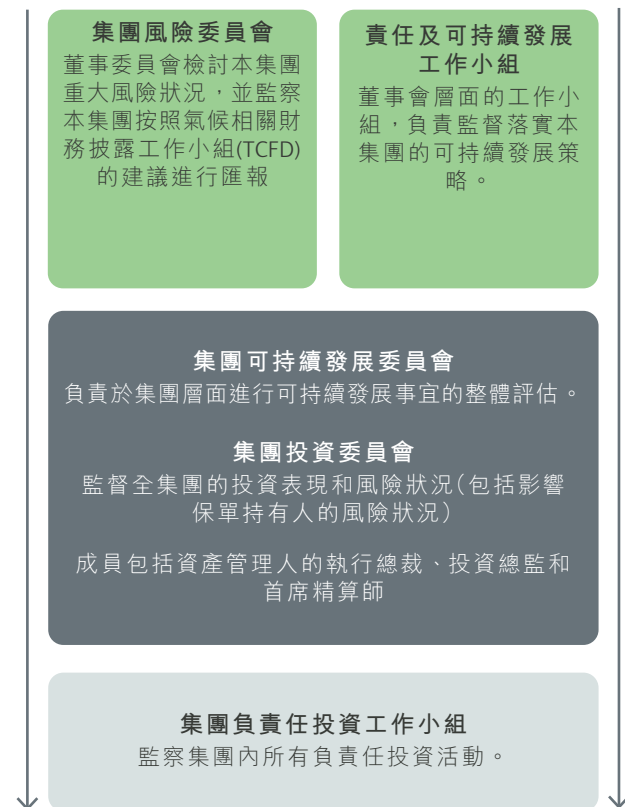 集團風險委員會
董事委員會檢討本集團
重大風險狀況，並監察
本集團按照氣候相關財
務披露工作小組(TCFD)
的建議進行匯報
責任及可持續發展
工作小組
董事會層面的工作小
組，負責監督落實本
集團的可持續發展策
略。
集團可持續發展委員會
負責於集團層面進行可持續發展事宜的整體評估。
集團投資委員會
監督全集團的投資表現和風險狀況（包括影響
保單持有人的風險狀況）
成員包括資產管理人的執行總裁、投資總監和
首席精算師
集團負責任投資工作小組
監察集團內所有負責任投資活動。